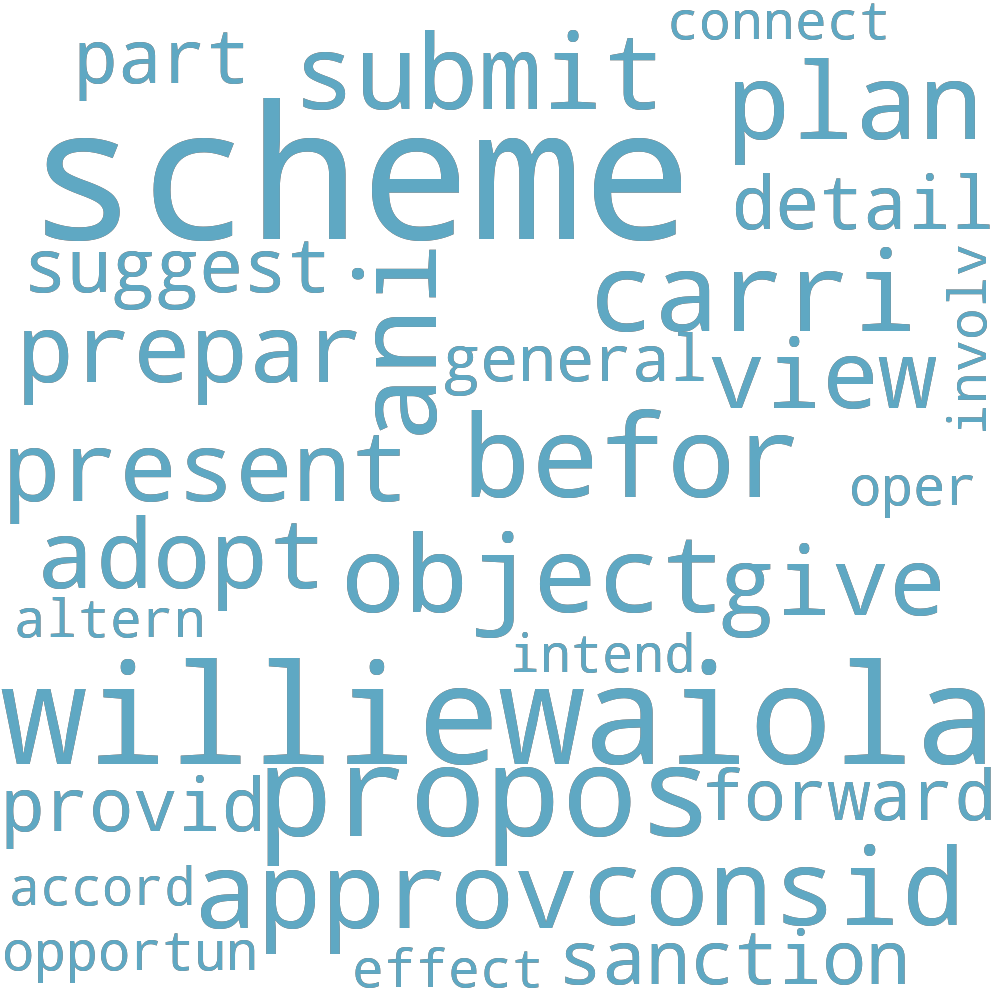 connect
part
submit
plan
scheme
detail
suggest
ani
carri
involv
prepar
general
view
present
befor
oper
adopt
object
give
altern
intend
williewaiola
provid
propos
forward
accord
approv
consid
opportun
effect
sanction